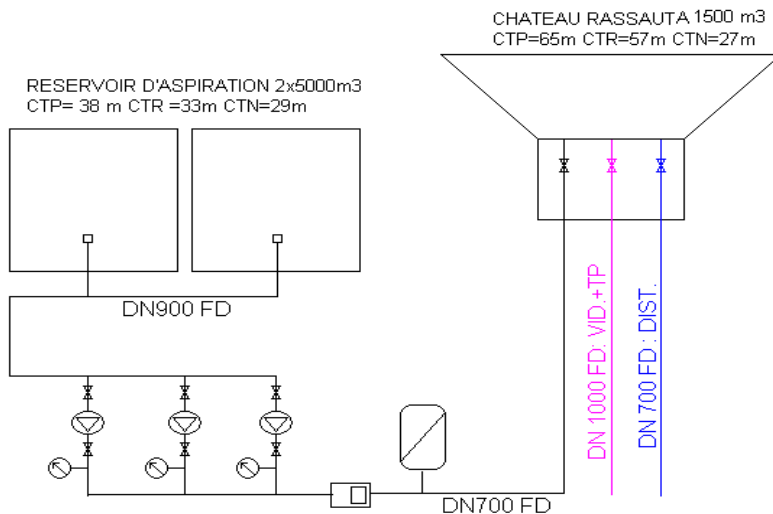 CHATEAU RASSAUTA 1500 m3
CTP=65m CTR=57m CTN=27m
RESERVOIR D'ASPIRATION 2x5000m3
CTP= 38 m CTR =33m CTN=29m
DN900 FD
DN 1000 FD: VID.+TP
DN 700 FD : DIST.
DN700 FD